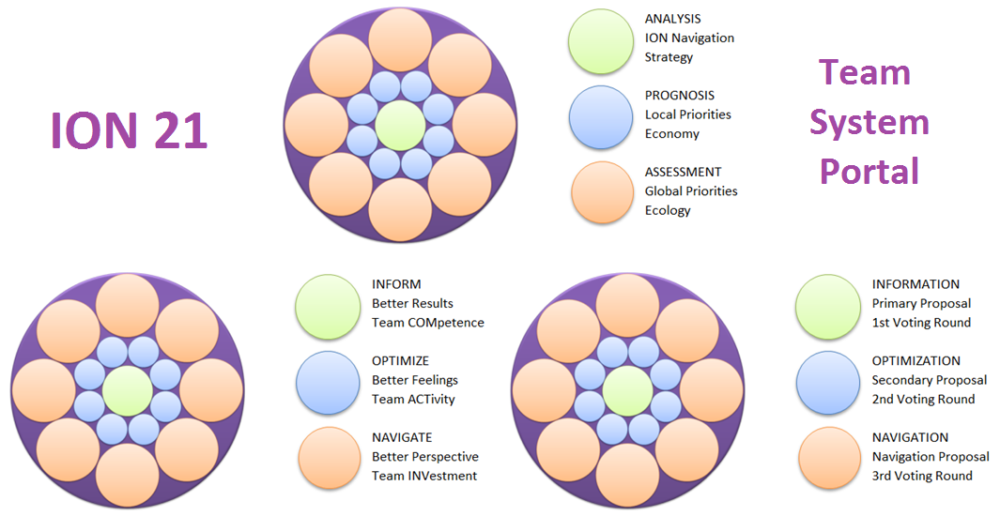 ION 21
ANALYSIS
ION Navigation
Strategy
PROGNOSIS
Local Priorities
Economy
ASSESSMENT
Global Priorities
Ecology
Team
System
Portal
INFORM
Better Results
Team COMpetence
OPTIMIZE
Better Feelings
Team ACTivity
NAVIGATE
Better Perspective
Team INVestment
INFORMATION
Primary Proposal
1st Voting Round
OPTIMIZATION
Secondary Proposal
2nd Voting Round
NAVIGATION
Navigation Proposal
3rd Voting Round